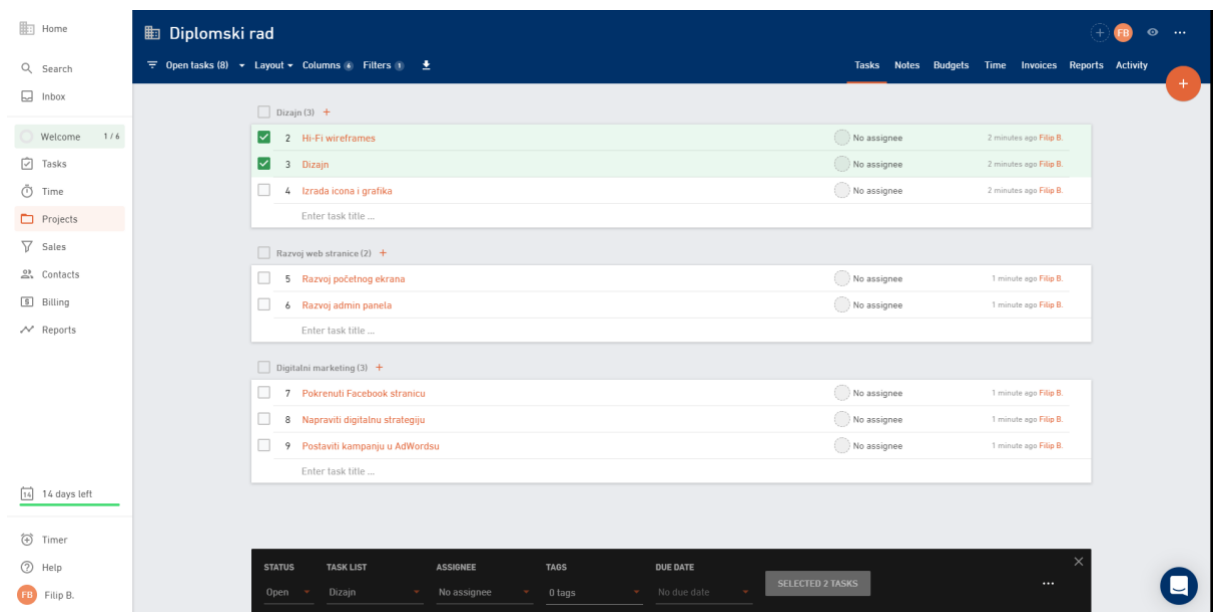 Home
Search
Inbox
Welcome 1 / 6
Tasks
Time
Projects
Sales
Contacts
Billing
Reports
14 14 days left
Timer
Help
FB Filip B.
Diplomski rad
FB
Open tasks (8) Layout Columns 4 Filters 1
Tasks Notes Budgets Time Invoices Reports Activity
Dizajn (3) +
2 Hi-Fi wireframes No assignee 2 minutes ago Filip B.
3 Dizajn No assignee 2 minutes ago Filip B.
4 Izrada icona i grafika No assignee 2 minutes ago Filip B.
Enter task title ...
Razvoj web stranice (2) +
5 Razvoj početnog ekrana No assignee 1 minute ago Filip B.
6 Razvoj admin panela No assignee 1 minute ago Filip B.
Enter task title ...
Digitalni marketing (3) +
7 Pokrenuti Facebook stranicu No assignee 1 minute ago Filip B.
8 Napraviti digitalnu strategiju No assignee 1 minute ago Filip B.
9 Postaviti kampanju u AdWordsu No assignee 1 minute ago Filip B.
Enter task title ...
STATUS TASK LIST ASSIGNEE TAGS DUE DATE
Open Dizajn No assignee 0 tags No due date SELECTED 2 TASKS